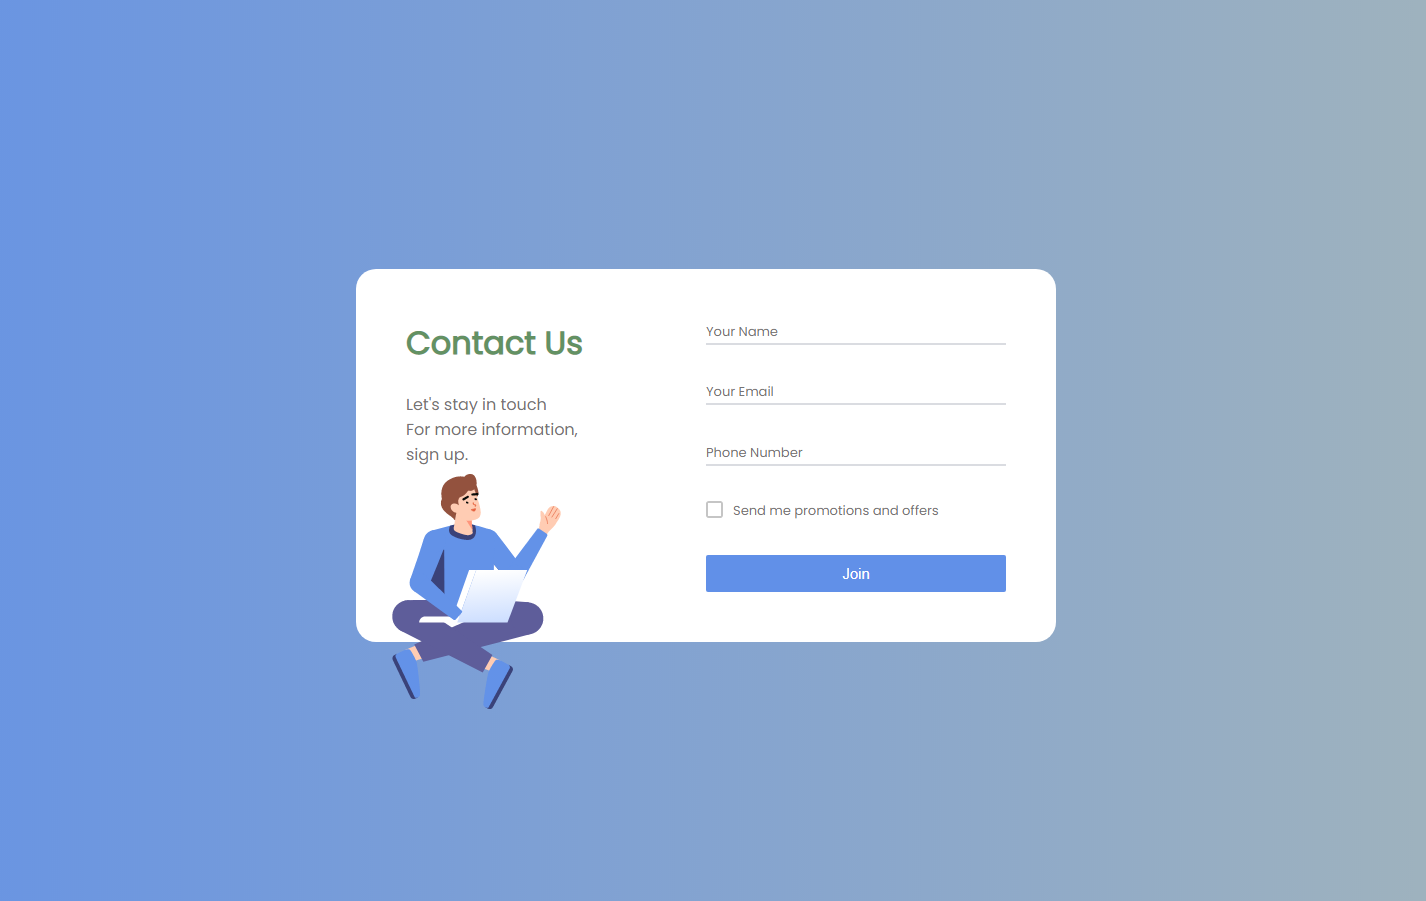 Contact Us
Let's stay in touch
For more information,
sign up.
Your Name
Your Email
Phone Number
Send me promotions and offers
Join